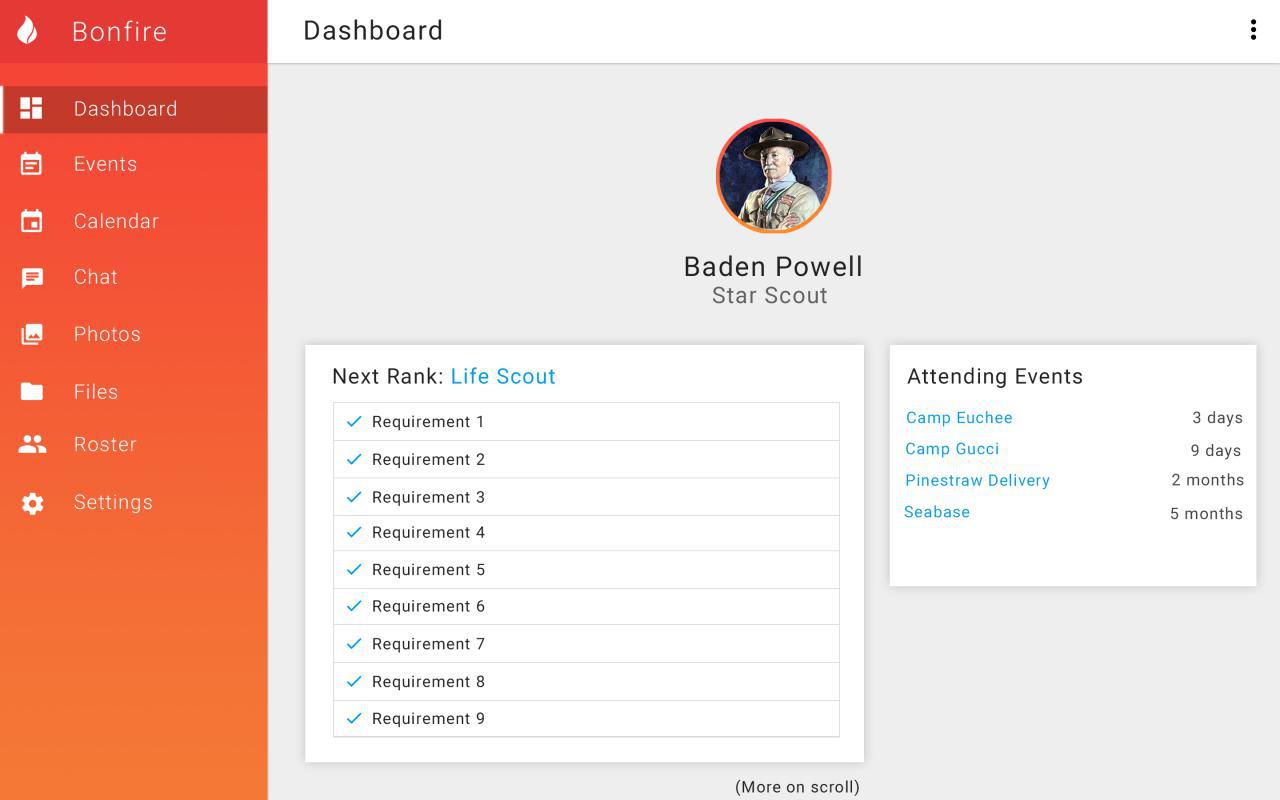 Bonfire
Dashboard
Dashboard
Events
Calendar
Chat
Photos
Files
Roster
Settings
Baden Powell
Star Scout
Next Rank: Life Scout
Requirement 1
Requirement 2
Requirement 3
Requirement 4
Requirement 5
Requirement 6
Requirement 7
Requirement 8
Requirement 9
Attending Events
Camp Euchee 3 days
Camp Gucci 9 days
Pinestraw Delivery 2 months
Seabase 5 months
(More on scroll)